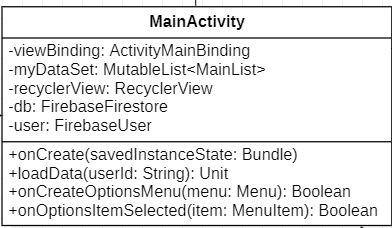 MainActivity
-viewBinding: ActivityMainBinding
-myDataSet: MutableList<MainList>
-recyclerView: RecyclerView
-db: FirebaseFirestore
-user: FirebaseUser
+onCreate(savedInstanceState: Bundle)
+loadData(userId: String): Unit
+onCreateOptionsMenu(menu: Menu): Boolean
+onOptionsItemSelected(item: MenuItem): Boolean